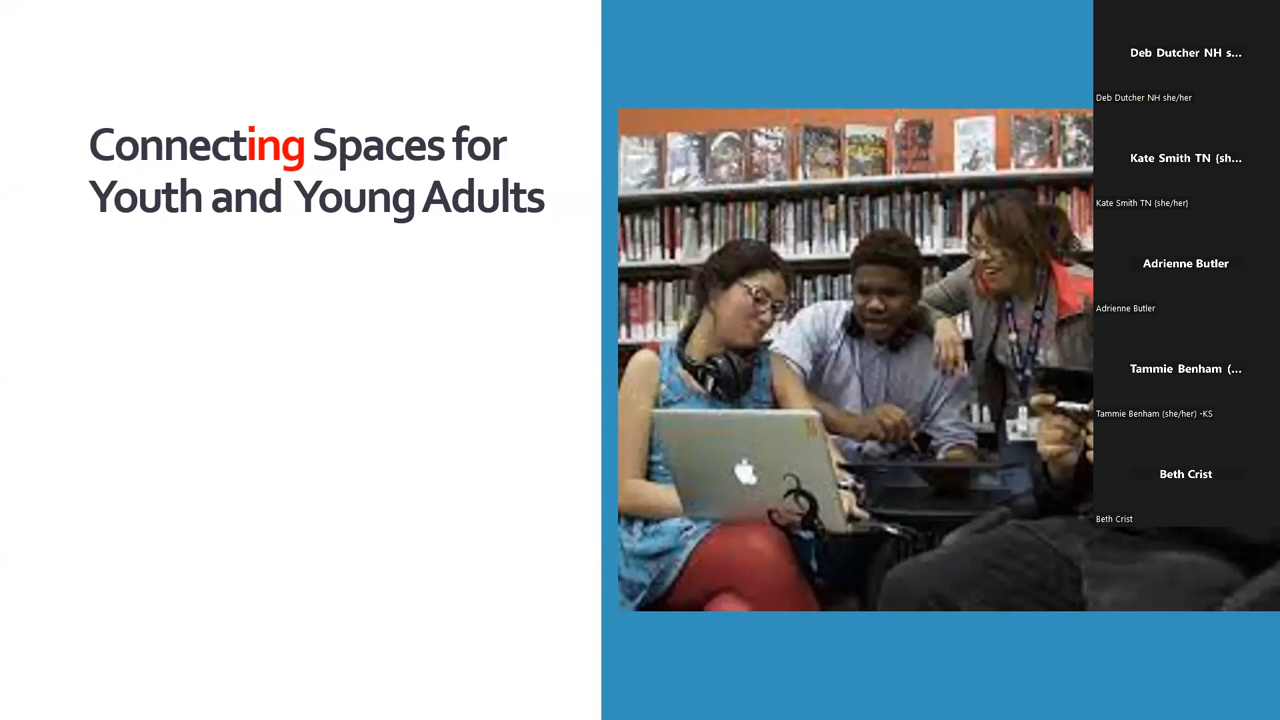 Connecting Spaces for
Youth and Young Adults
Deb Dutcher NH s...
Deb Dutcher NH she/her
Kate Smith TN (sh...
Kate Smith TN (she/her)
Adrienne Butler
Adrienne Butler
Tammie Benham (...
Tammie Benham (she/her) -KS
Beth Crist
Beth Crist